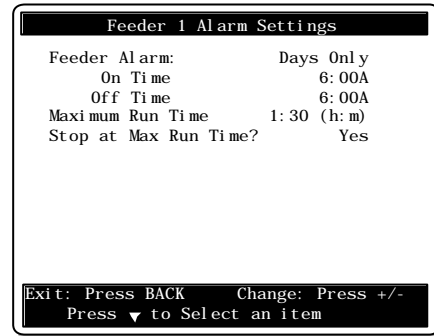 Feeder 1 Alarm Settings
Feeder Alarm: Days Only
On Time 6:00A
Off Time 6:00A
Maximum Run Time 1:30 (h:m)
Stop at Max Run Time? Yes
Exit: Press BACK Change: Press +/-
Press ▼ to Select an item